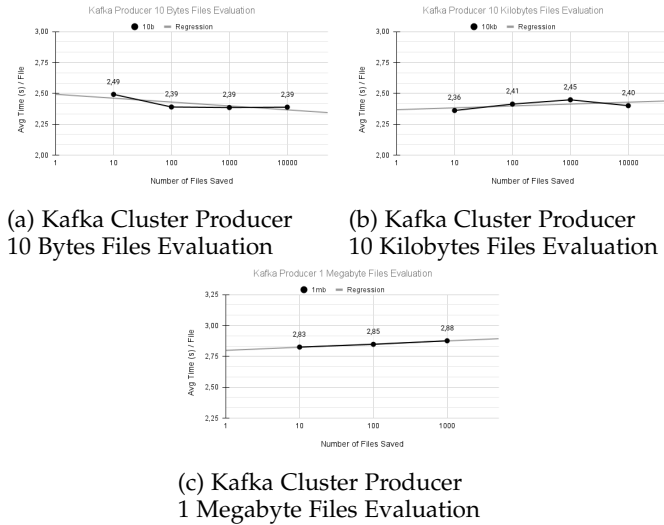 Kafka Producer 10 Bytes Files Evaluation
10b Regression
3,00
2,75
2,50
2,25
2,00
Avg Time (s) / File
2,49 2,39 2,39 2,39
1 10 100 1000 10000
Number of Files Saved
(a) Kafka Cluster Producer
10 Bytes Files Evaluation
Kafka Producer 10 Kilobytes Files Evaluation
10kb Regression
3,00
2,75
2,50
2,25
2,00
Avg Time (s) / File
2,36 2,41 2,45 2,40
1 10 100 1000 10000
Number of Files Saved
(b) Kafka Cluster Producer
10 Kilobytes Files Evaluation
Kafka Producer 1 Megabyte Files Evaluation
1mb Regression
3,25
3,00
2,75
2,50
2,25
Avg Time (s) / File
2,83 2,85 2,88
1 10 100 1000
Number of Files Saved
(c) Kafka Cluster Producer
1 Megabyte Files Evaluation